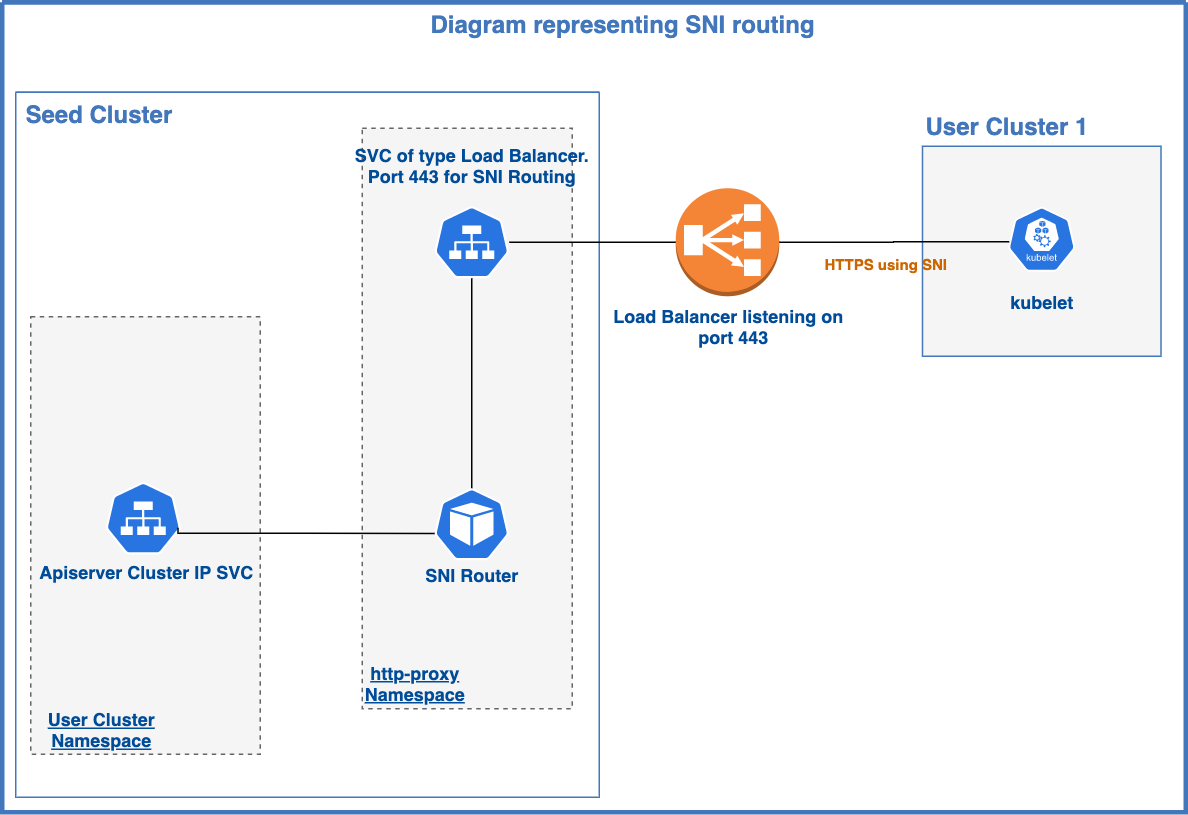 Diagram representing SNI routing
Seed Cluster
SVC of type Load Balancer.
Port 443 for SNI Routing
User Cluster 1
kubelet
HTTPS using SNI
kubelet
Load Balancer listening on
port 443
Apiserver Cluster IP SVC
SNI Router
http-proxy
Namespace
User Cluster
Namespace